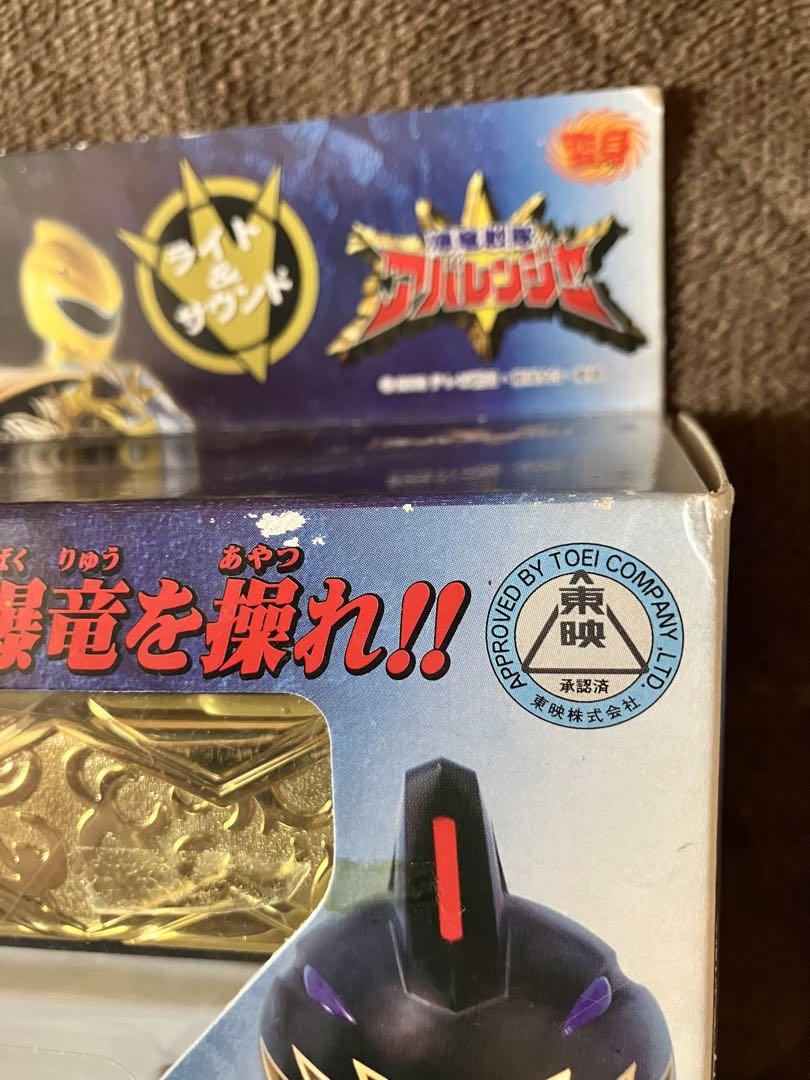 変身
ライト
&
サウンド
爆竜戦隊
アバレンジャー
ばく りゅう あやつ
爆竜を操れ!!
APPROVED BY TOEI COMPANY, LTD.
東映
承認済
東映株式会社